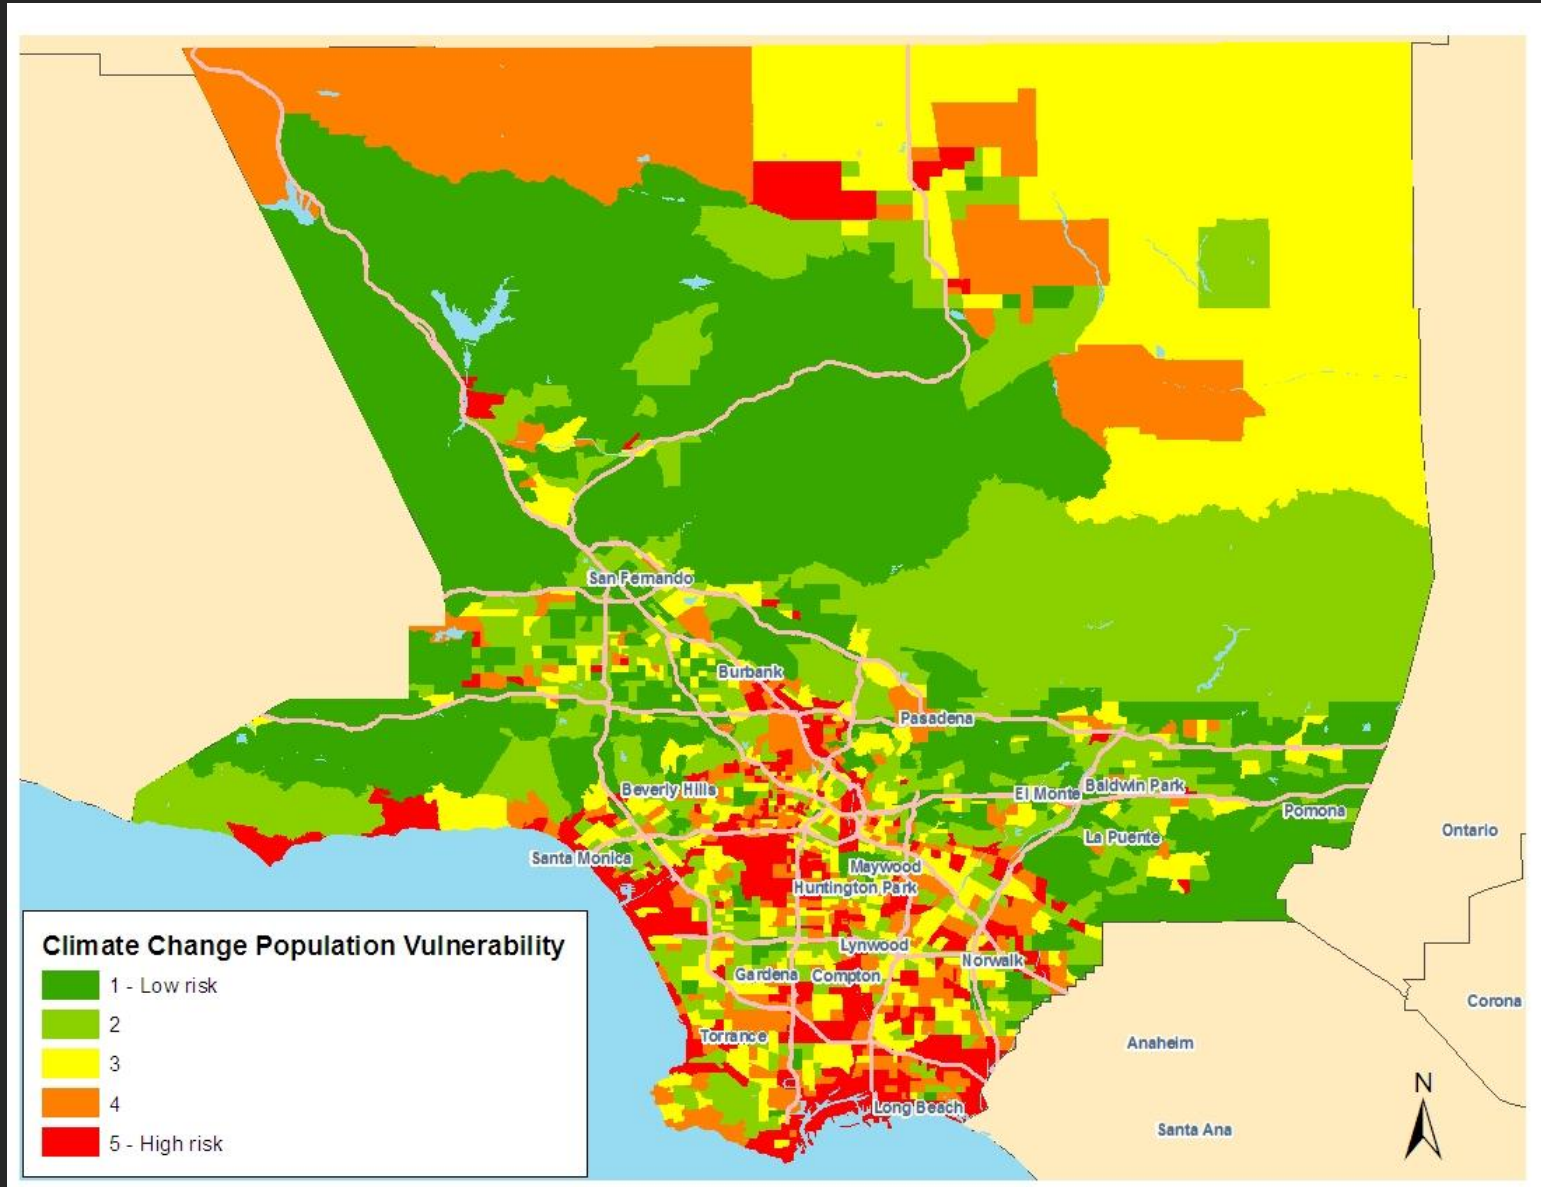 San Fernando
Burbank
Pasadena
Beverly Hills
El Monte
Baldwin Park
Pomona
Ontario
La Puente
Santa Monica
Maywood
Huntington Park
Lynwood
Norwalk
Gardena
Compton
Corona
Torrance
Anaheim
Long Beach
Santa Ana
N
Climate Change Population Vulnerability
1 - Low risk
2
3
4
5 - High risk